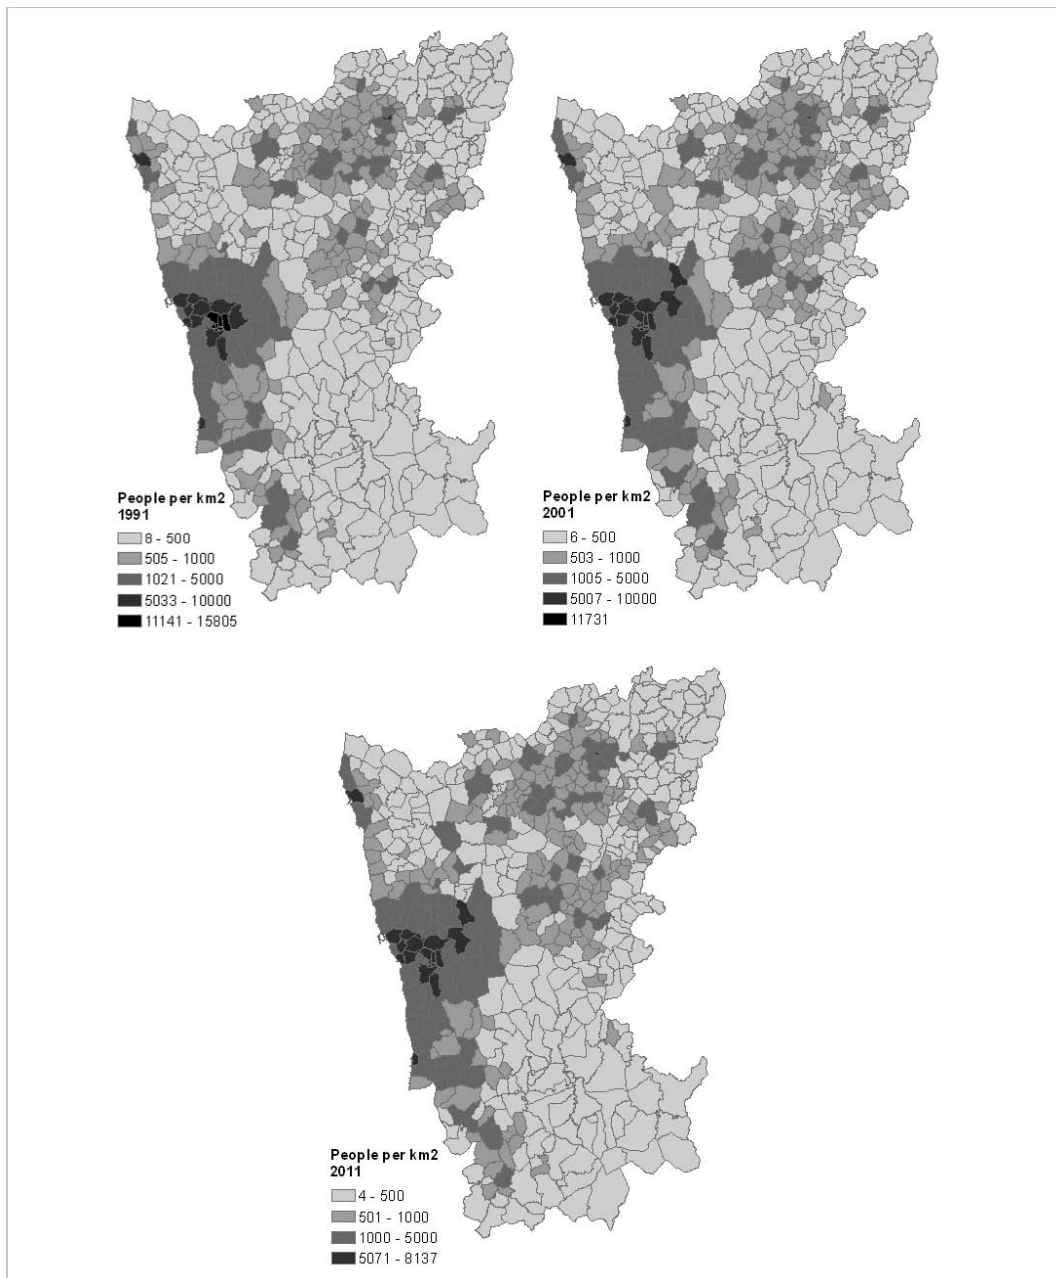 People per km2
1991
8 - 500
505 - 1000
1021 - 5000
5033 - 10000
11141 - 15805
People per km2
2001
6 - 500
503 - 1000
1005 - 5000
5007 - 10000
11731
People per km2
2011
4 - 500
501 - 1000
1000 - 5000
5071 - 8137